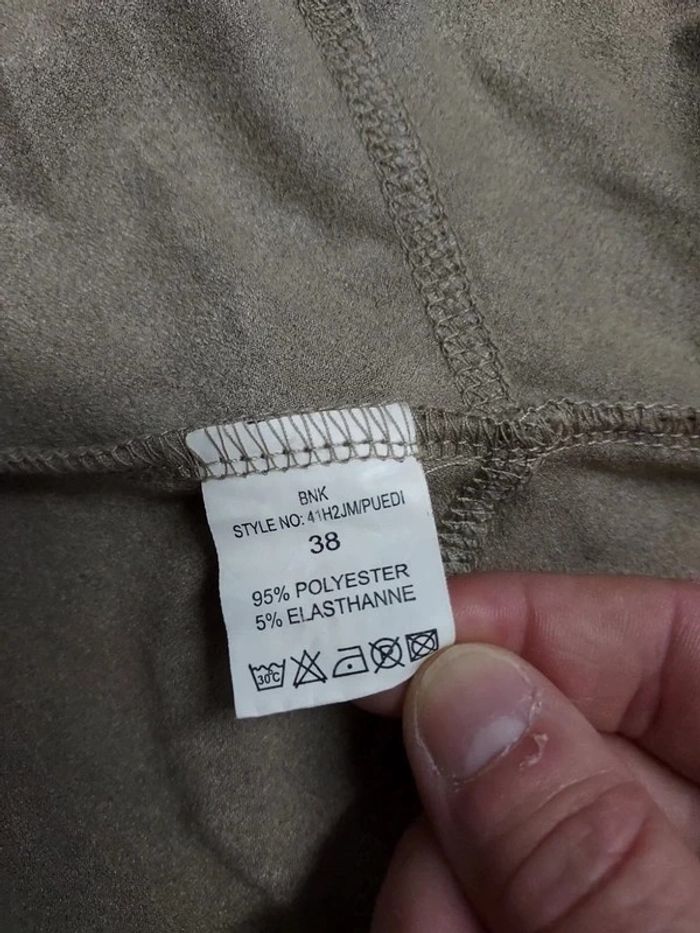 BNK
STYLE NO: 41H2JM/PUEDI
38
95% POLYESTER
5% ELASTHANNE
30°C